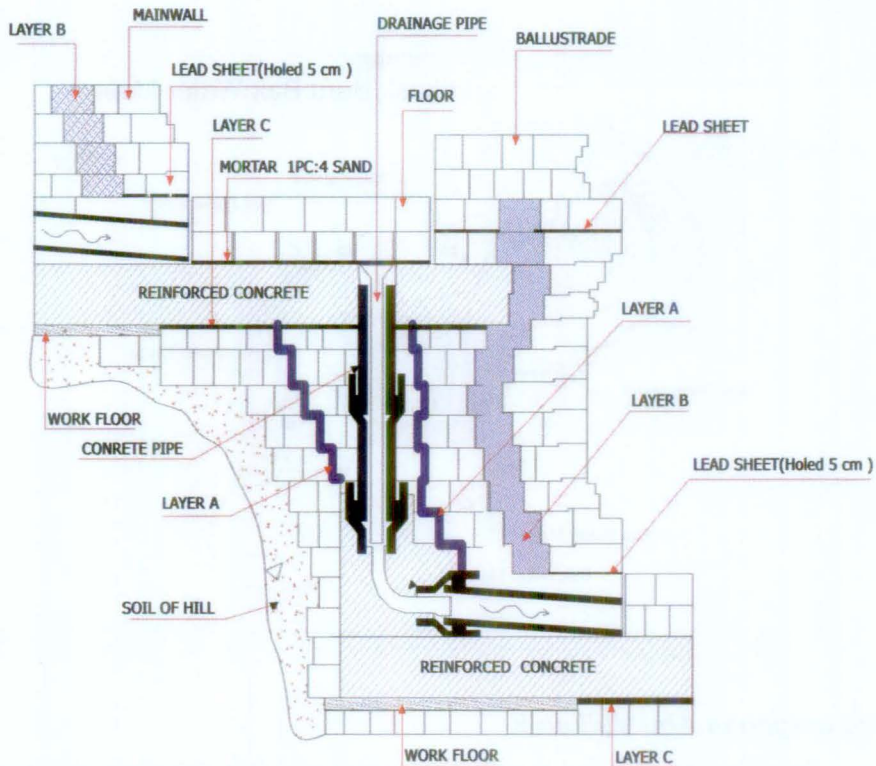 DRAINAGE PIPE
MAINWALL
LAYER B
BALLUSTRADE
LEAD SHEET(Holed 5 cm )
FLOOR
LAYER C
LEAD SHEET
MORTAR 1PC:4 SAND
REINFORCED CONCRETE
LAYER A
LAYER B
WORK FLOOR
CONRETE PIPE
LEAD SHEET(Holed 5 cm )
LAYER A
SOIL OF HILL
REINFORCED CONCRETE
WORK FLOOR
LAYER C